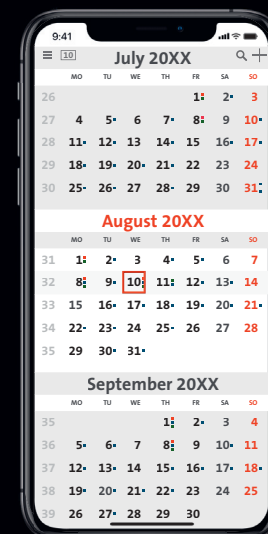 9:41
10 July 20XX
MO TU WE TH FR SA SO
26 1 2 3
27 4 5 6 7 8 9 10
28 11 12 13 14 15 16 17
29 18 19 20 21 22 23 24
30 25 26 27 28 29 30 31
August 20XX
MO TU WE TH FR SA SO
31 1 2 3 4 5 6 7
32 8 9 10 11 12 13 14
33 15 16 17 18 19 20 21
34 22 23 24 25 26 27 28
35 29 30 31
September 20XX
MO TU WE TH FR SA SO
35 1 2 3 4
36 5 6 7 8 9 10 11
37 12 13 14 15 16 17 18
38 19 20 21 22 23 24 25
39 26 27 28 29 30